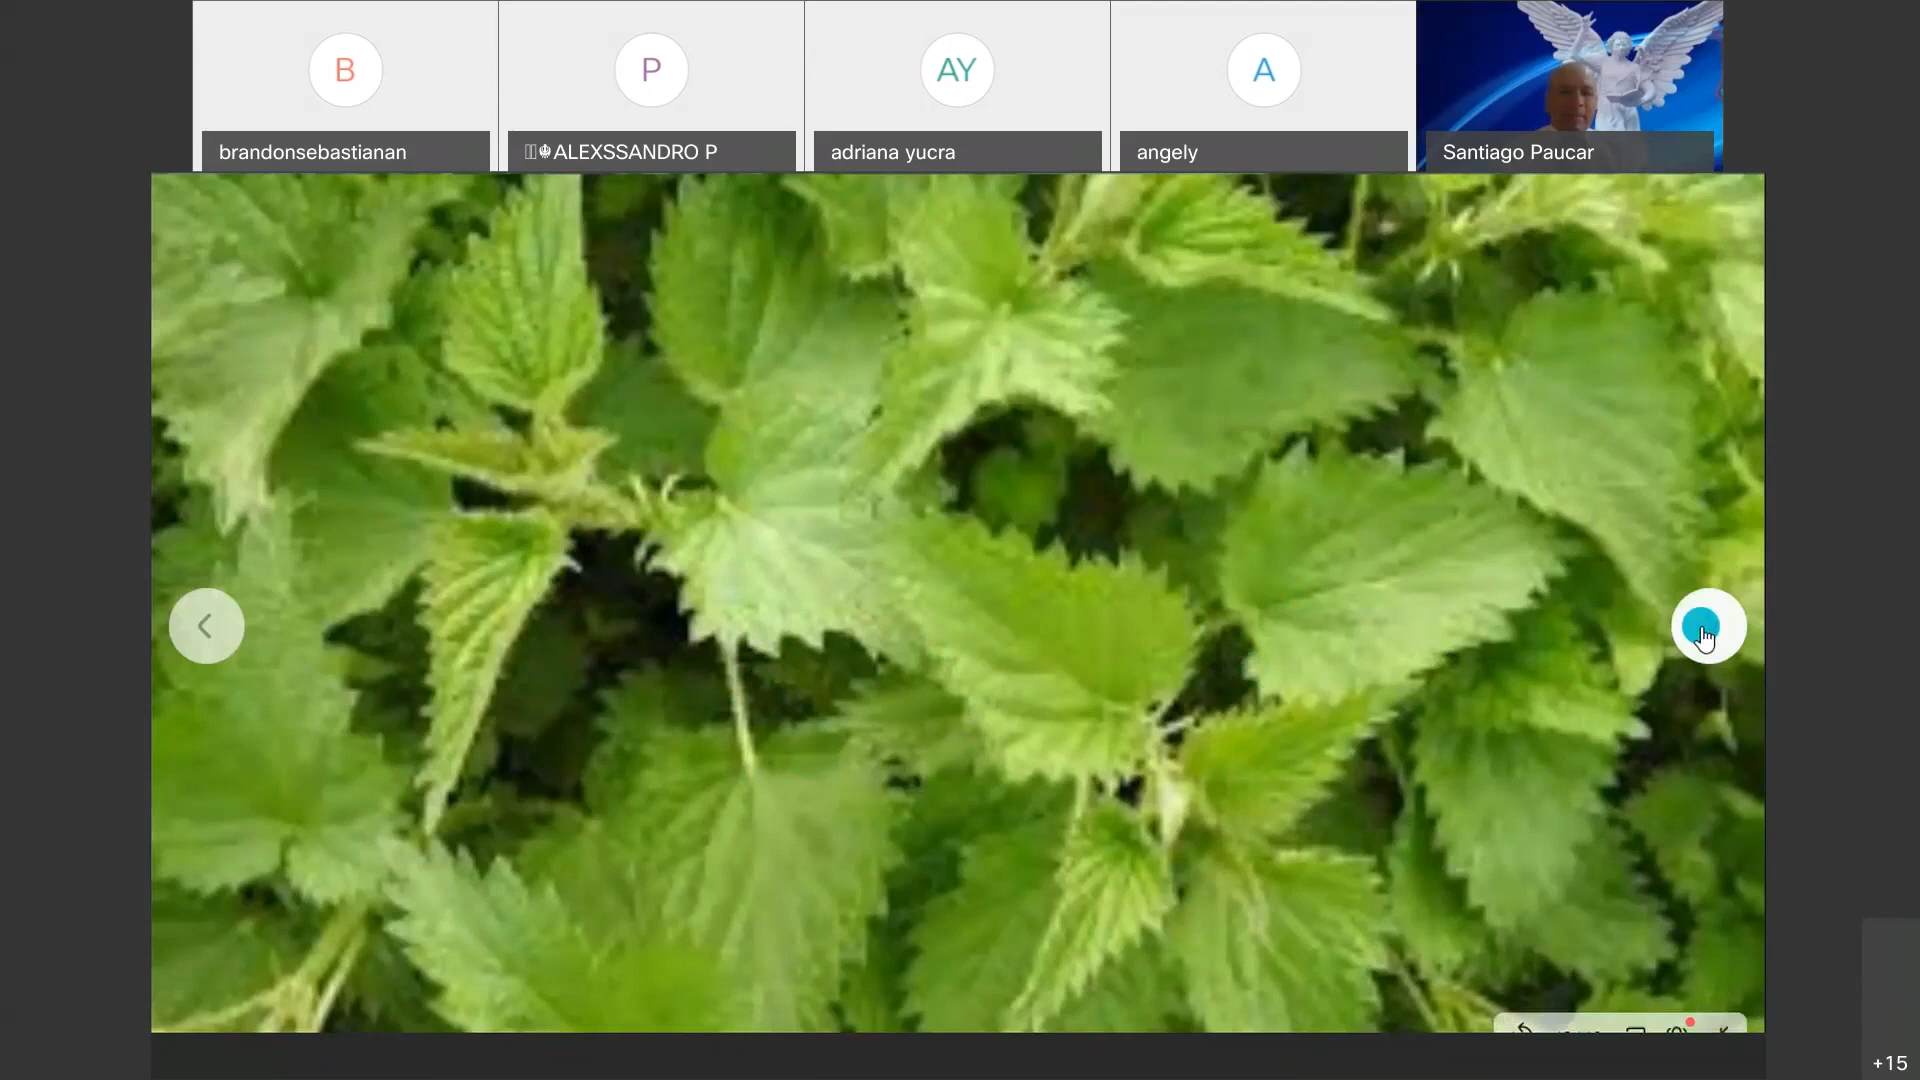 B
P
AY
A
brandonsebastianan
☬ALEXSSANDRO P
adriana yucra
angely
Santiago Paucar
+15